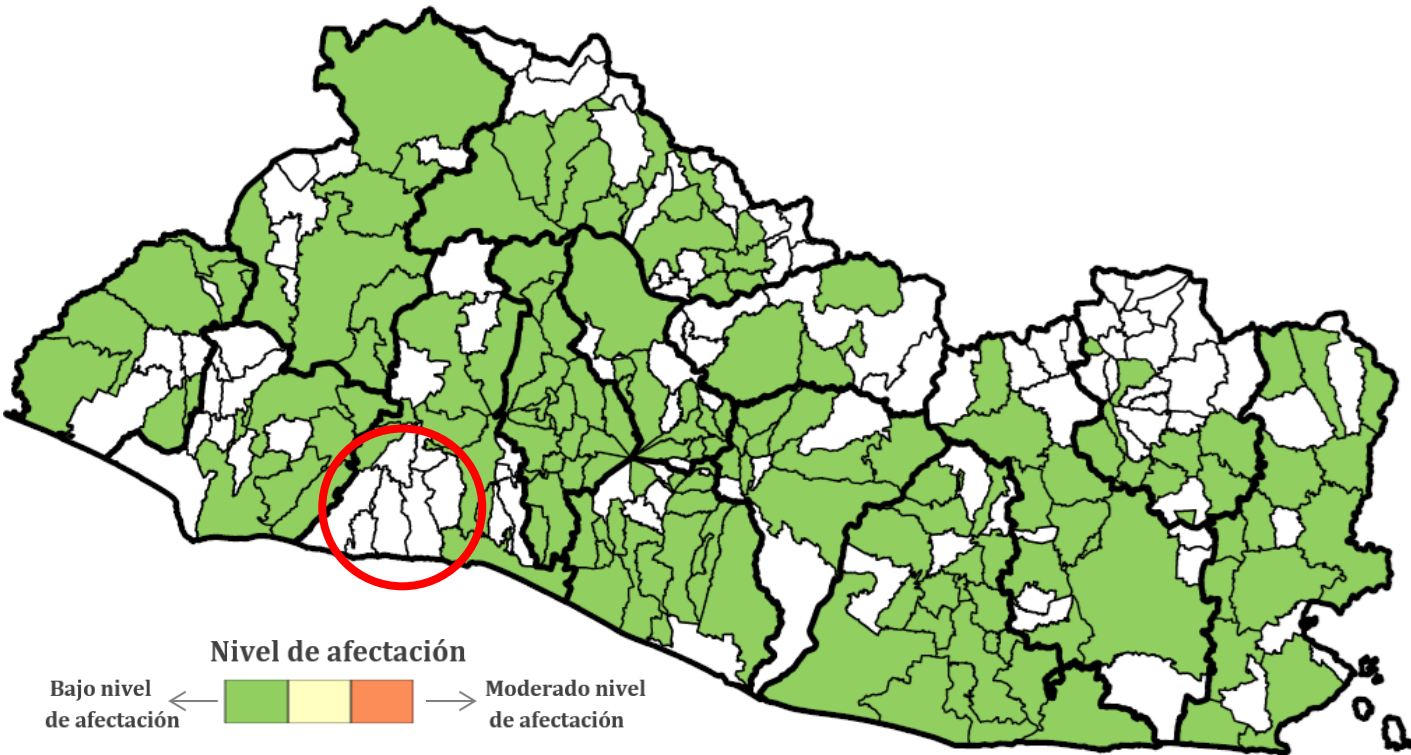 Nivel de afectación
Bajo nivel
de afectación
Moderado nivel
de afectación